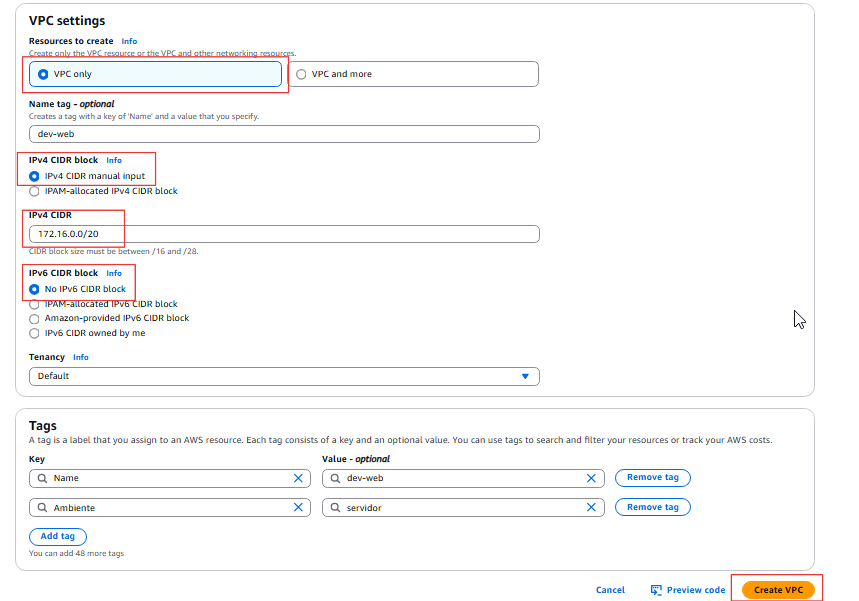 VPC settings
Resources to create Info
Create only the VPC resource or the VPC and other networking resources.
VPC only VPC and more
Name tag - optional
Creates a tag with a key of 'Name' and a value that you specify.
dev-web
IPv4 CIDR block Info
IPv4 CIDR manual input
IPAM-allocated IPv4 CIDR block
IPv4 CIDR
172.16.0.0/20
CIDR block size must be between /16 and /28.
IPv6 CIDR block Info
No IPv6 CIDR block
IPAM-allocated IPv6 CIDR block
Amazon-provided IPv6 CIDR block
IPv6 CIDR owned by me
Tenancy Info
Default
Tags
A tag is a label that you assign to an AWS resource. Each tag consists of a key and an optional value. You can use tags to search and filter your resources or track your AWS costs.
Key Value - optional
Name dev-web Remove tag
Ambiente servidor Remove tag
Add tag
You can add 48 more tags
Cancel Preview code Create VPC